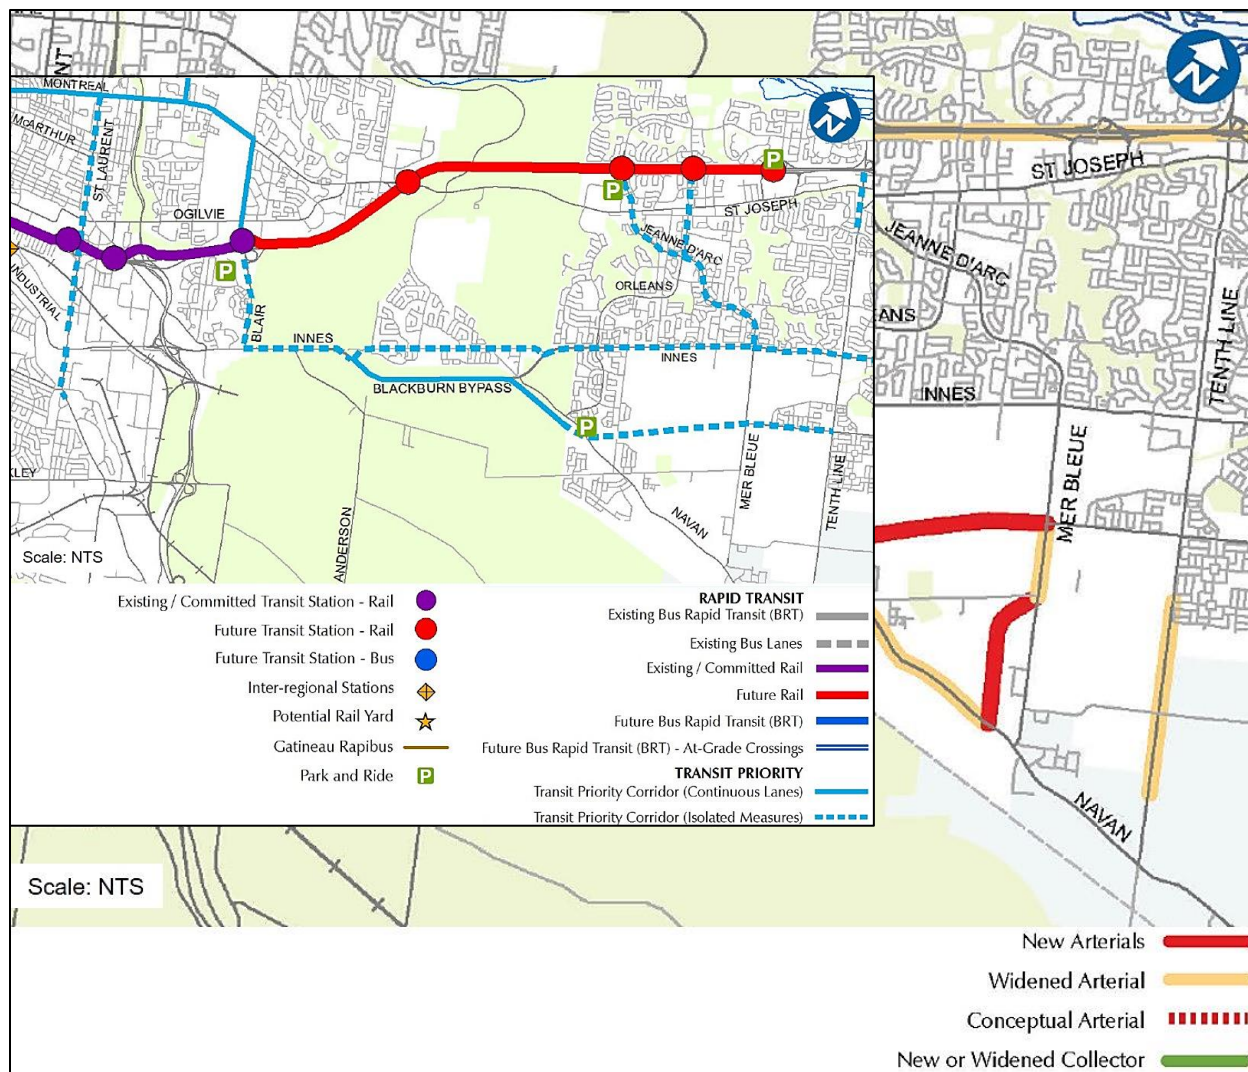 MONTREAL
McARTHUR
ST LAURENT
OGILVIE
INDUSTRIAL
BLAIR
INNES
BLACKBURN BYPASS
ANDERSON
ST JOSEPH
JEANNE D'ARC
ORLEANS
INNES
MER BLEUE
TENTH LINE
NAVAN
KLEY
P
P
P
P
N
Scale: NTS
Existing / Committed Transit Station - Rail
Future Transit Station - Rail
Future Transit Station - Bus
Inter-regional Stations
Potential Rail Yard
Gatineau Rapibus
Park and Ride
P
RAPID TRANSIT
Existing Bus Rapid Transit (BRT)
Existing Bus Lanes
Existing / Committed Rail
Future Rail
Future Bus Rapid Transit (BRT)
Future Bus Rapid Transit (BRT) - At-Grade Crossings
TRANSIT PRIORITY
Transit Priority Corridor (Continuous Lanes)
Transit Priority Corridor (Isolated Measures)
NT
N
ST JOSEPH
JEANNE D'ARC
EANS
INNES
TENTH LINE
MER BLEUE
NAVAN
Scale: NTS
New Arterials
Widened Arterial
Conceptual Arterial
New or Widened Collector